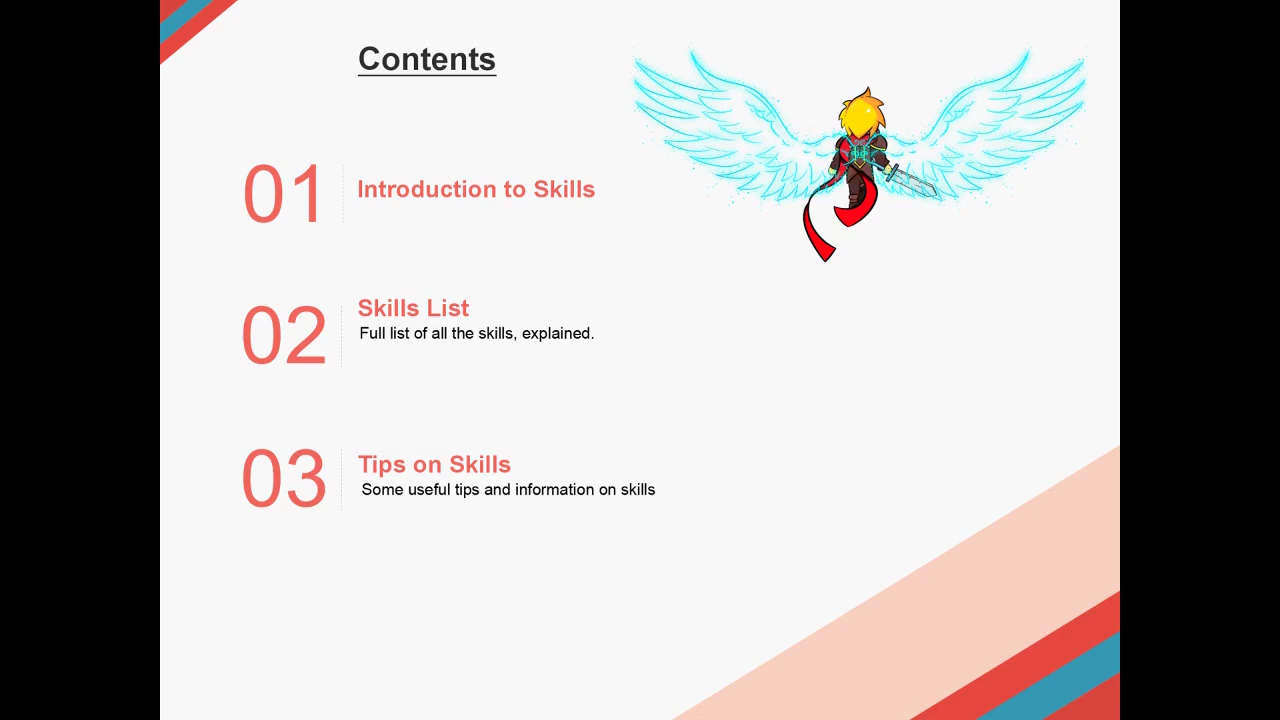 Contents
01
Introduction to Skills
02
Skills List
Full list of all the skills, explained.
03
Tips on Skills
Some useful tips and information on skills